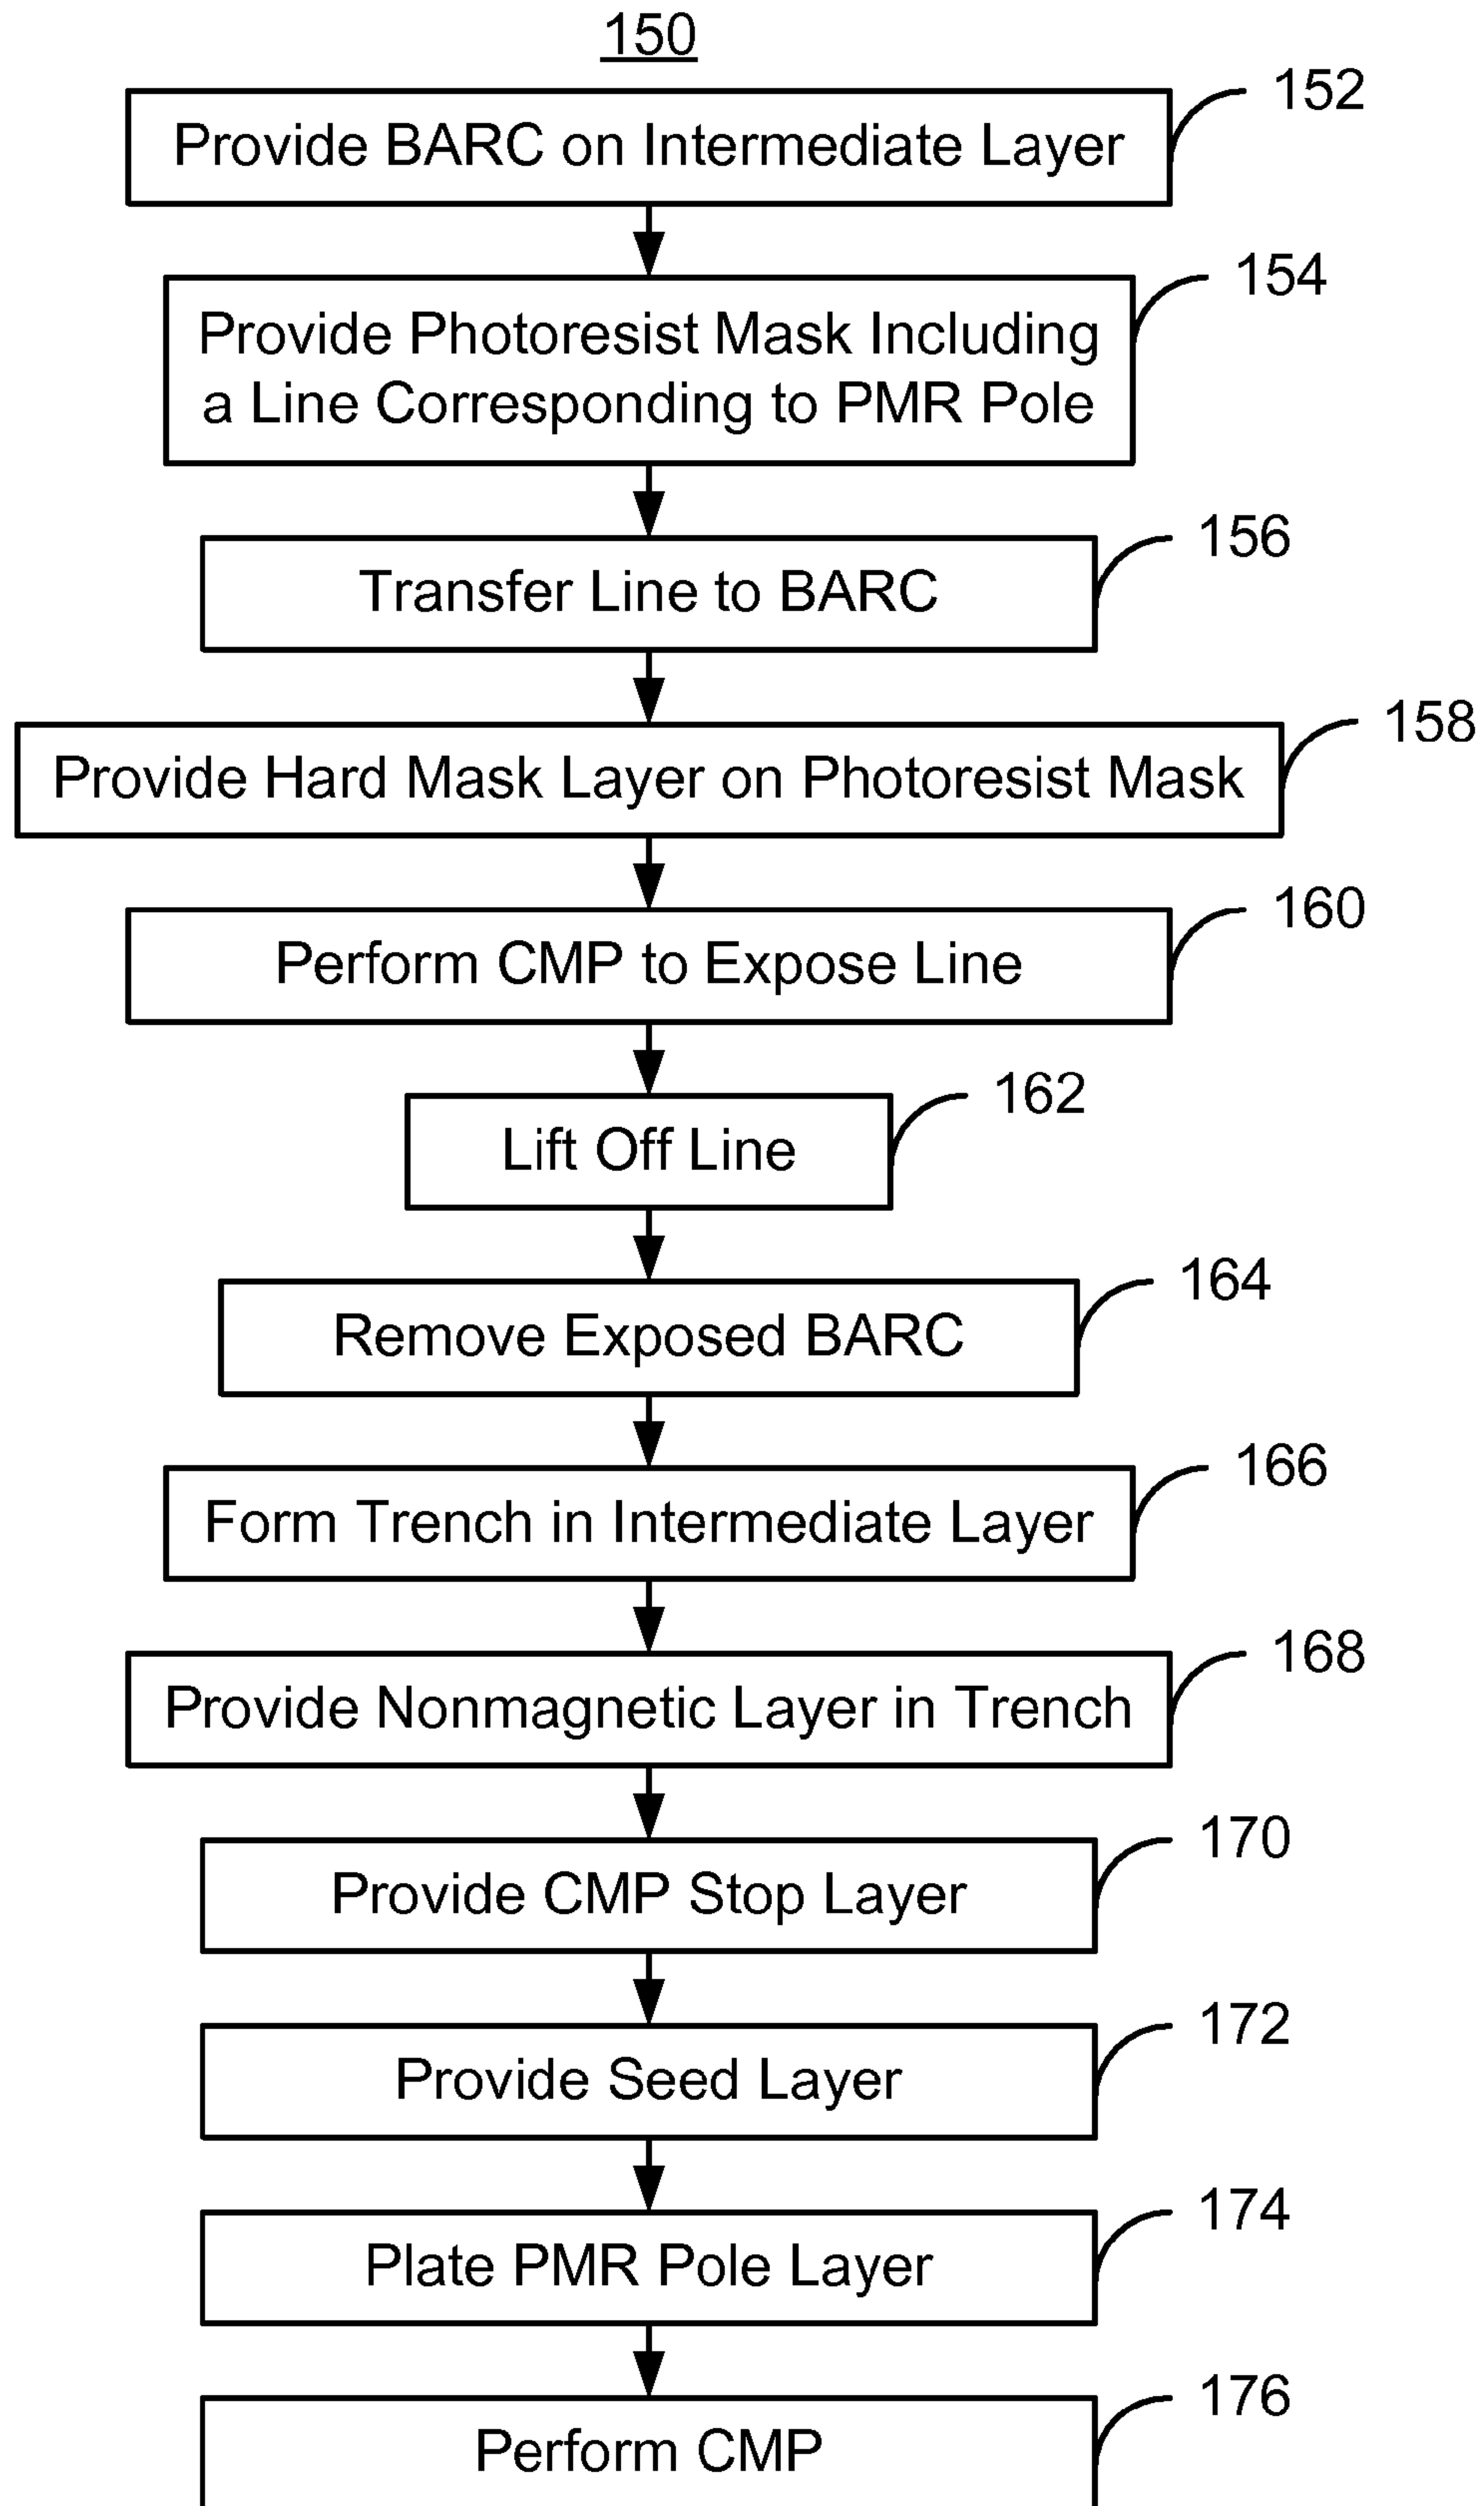 150
152
Provide BARC on Intermediate Layer
154
Provide Photoresist Mask Including
a Line Corresponding to PMR Pole
156
Transfer Line to BARC
158
Provide Hard Mask Layer on Photoresist Mask
160
Perform CMP to Expose Line
162
Lift Off Line
164
Remove Exposed BARC
166
Form Trench in Intermediate Layer
168
Provide Nonmagnetic Layer in Trench
170
Provide CMP Stop Layer
172
Provide Seed Layer
174
Plate PMR Pole Layer
176
Perform CMP